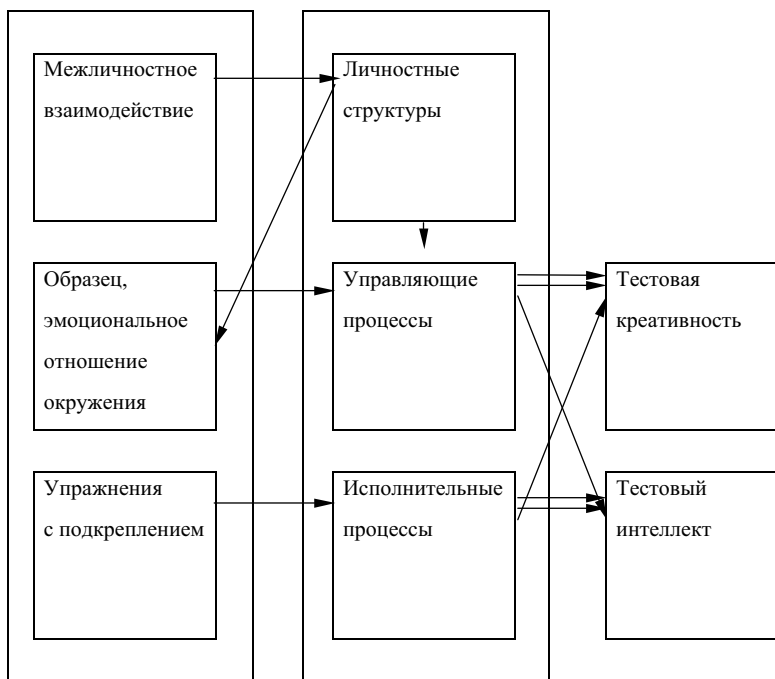 Межличностное
взаимодействие
Личностные
структуры
Образец,
эмоциональное
отношение
окружения
Управляющие
процессы
Тестовая
креативность
Упражнения
с подкреплением
Исполнительные
процессы
Тестовый
интеллект